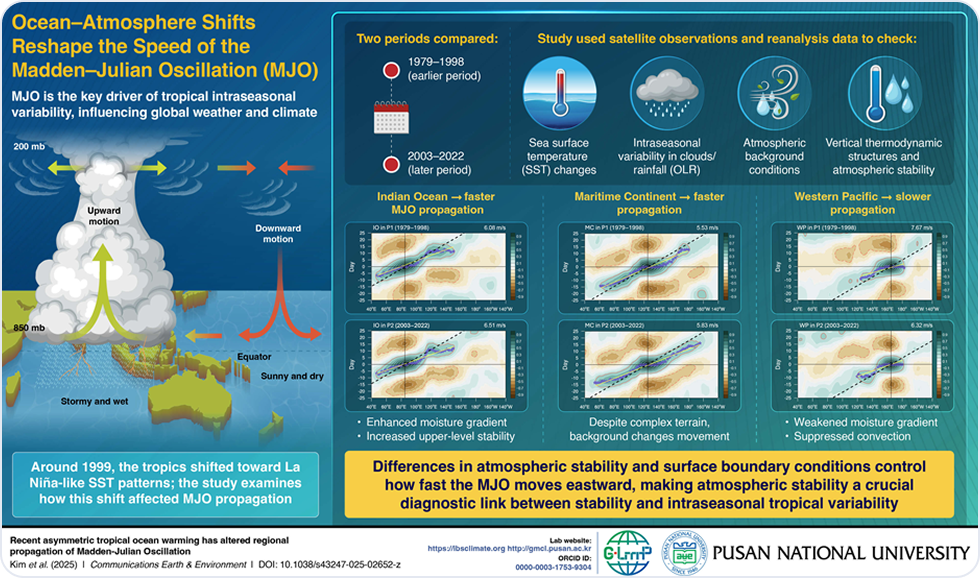 Ocean–Atmosphere Shifts
Reshape the Speed of the
Madden–Julian Oscillation (MJO)
MJO is the key driver of tropical intraseasonal
variability, influencing global weather and climate
200 mb
Upward
motion
Downward
motion
850 mb
Equator
Sunny and dry
Stormy and wet
Around 1999, the tropics shifted toward La
Niña-like SST patterns; the study examines
how this shift affected MJO propagation
Two periods compared:
1979–1998
(earlier period)
2003–2022
(later period)
Study used satellite observations and reanalysis data to check:
Sea surface
temperature
(SST) changes
Intraseasonal
variability in clouds/
rainfall (OLR)
Atmospheric
background
conditions
Vertical thermodynamic
structures and
atmospheric stability
Indian Ocean → faster
MJO propagation
IO in P1 (1979–1998) 6.08 m/s
Day
IO in P2 (2003–2022) 6.51 m/s
Day
• Enhanced moisture gradient
• Increased upper-level stability
Maritime Continent → faster
propagation
MC in P1 (1979–1998) 5.53 m/s
Day
MC in P2 (2003–2022) 5.83 m/s
Day
Despite complex terrain,
background changes movement
Western Pacific → slower
propagation
WP in P1 (1979–1998) 7.67 m/s
Day
WP in P2 (2003–2022) 6.32 m/s
Day
• Weakened moisture gradient
• Suppressed convection
Differences in atmospheric stability and surface boundary conditions control
how fast the MJO moves eastward, making atmospheric stability a crucial
diagnostic link between stability and intraseasonal tropical variability
Recent asymmetric tropical ocean warming has altered regional
propagation of Madden-Julian Oscillation
Kim et al. (2025) | Communications Earth & Environment | DOI: 10.1038/s43247-025-02652-z
Lab website:
https://lbsclimate.org http://gmcl.pusan.ac.kr
ORCID ID:
0000-0003-1753-9304
PUSAN NATIONAL UNIVERSITY